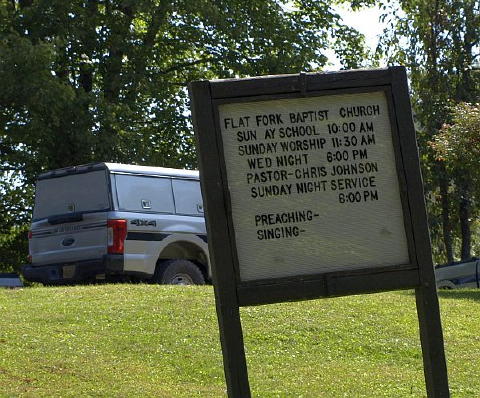 FLAT FORK BAPTIST CHURCH
SUN AY SCHOOL 10:00 AM
SUNDAY WORSHIP 11:30 AM
WED NIGHT 6:00 PM
PASTOR-CHRIS JOHNSON
SUNDAY NIGHT SERVICE
6:00 PM
PREACHING-
SINGING-
4X4
Ford